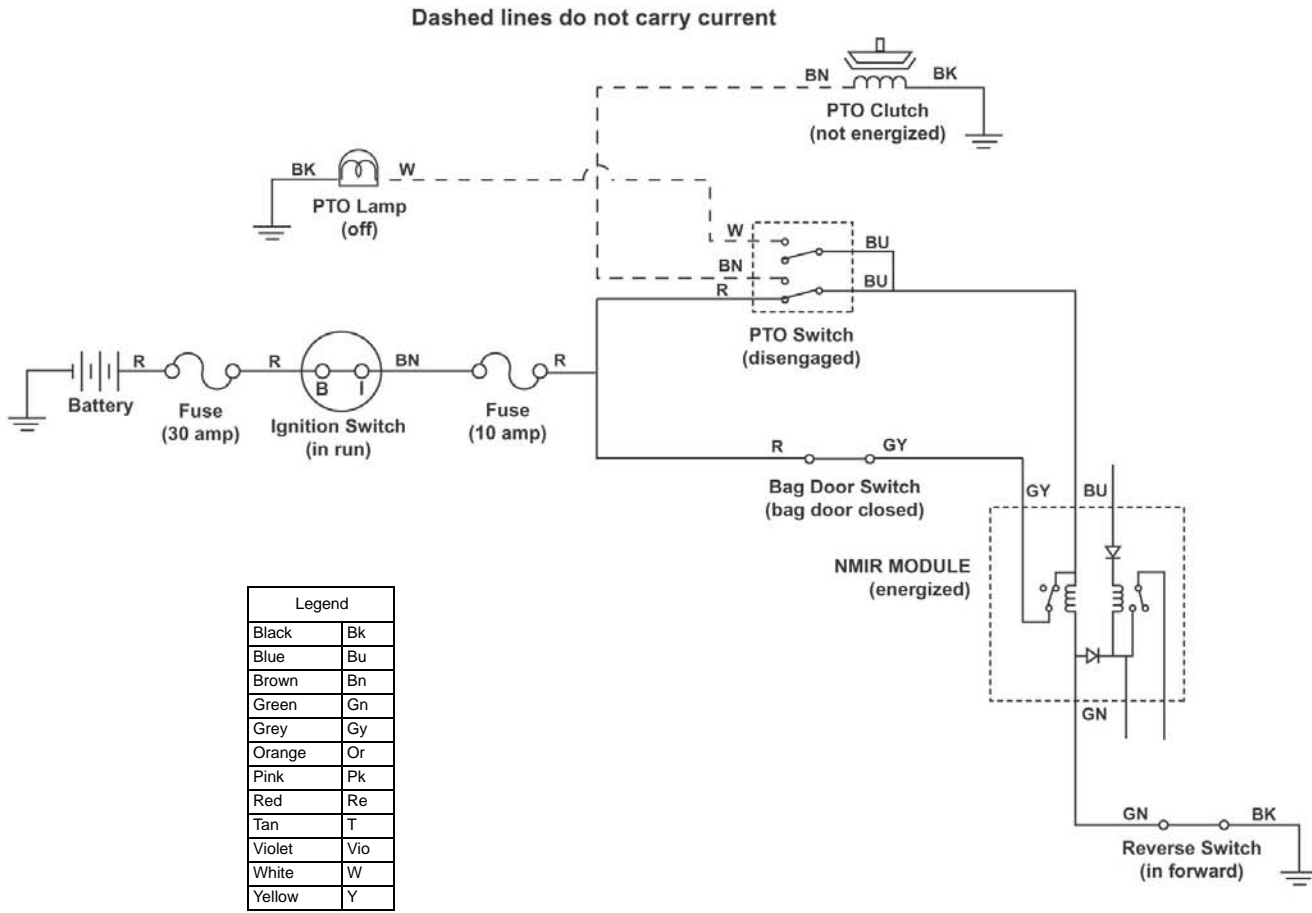 Dashed lines do not carry current
BN
BK
PTO Clutch
(not energized)
BK
W
PTO Lamp
(off)
W
BU
BN
BU
R
PTO Switch
(disengaged)
R
R
BN
R
B
I
Battery
Fuse
(30 amp)
Ignition Switch
(in run)
Fuse
(10 amp)
R
GY
Bag Door Switch
(bag door closed)
GY
BU
NMIR MODULE
(energized)
GN
GN
BK
Reverse Switch
(in forward)
Legend
Black Bk
Blue Bu
Brown Bn
Green Gn
Grey Gy
Orange Or
Pink Pk
Red Re
Tan T
Violet Vio
White W
Yellow Y